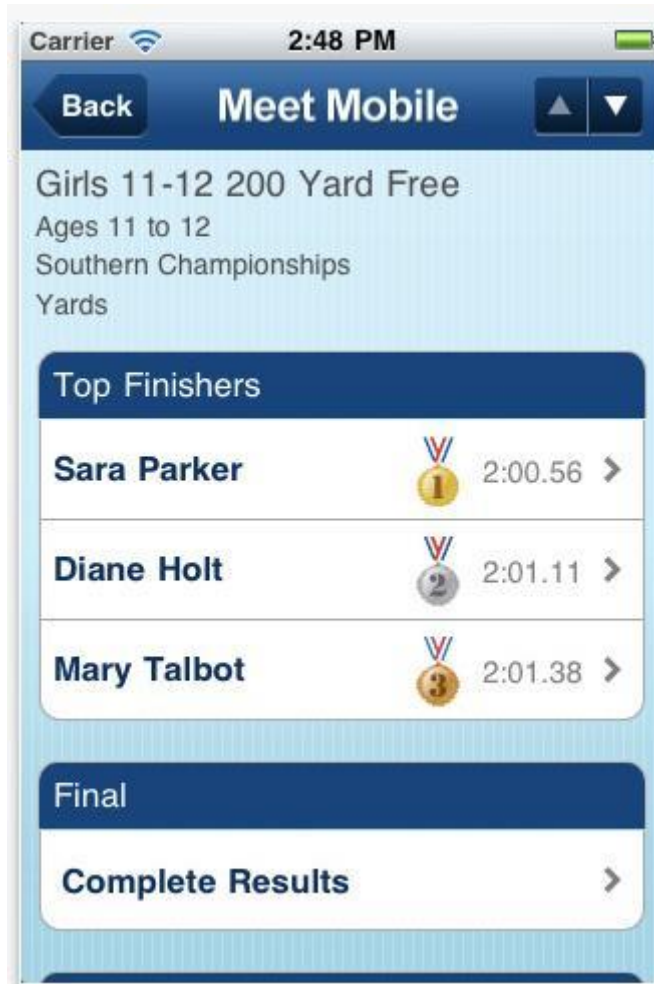 Carrier 2:48 PM
Back Meet Mobile
Girls 11-12 200 Yard Free
Ages 11 to 12
Southern Championships
Yards
Top Finishers
Sara Parker 1 2:00.56
Diane Holt 2 2:01.11
Mary Talbot 3 2:01.38
Final
Complete Results